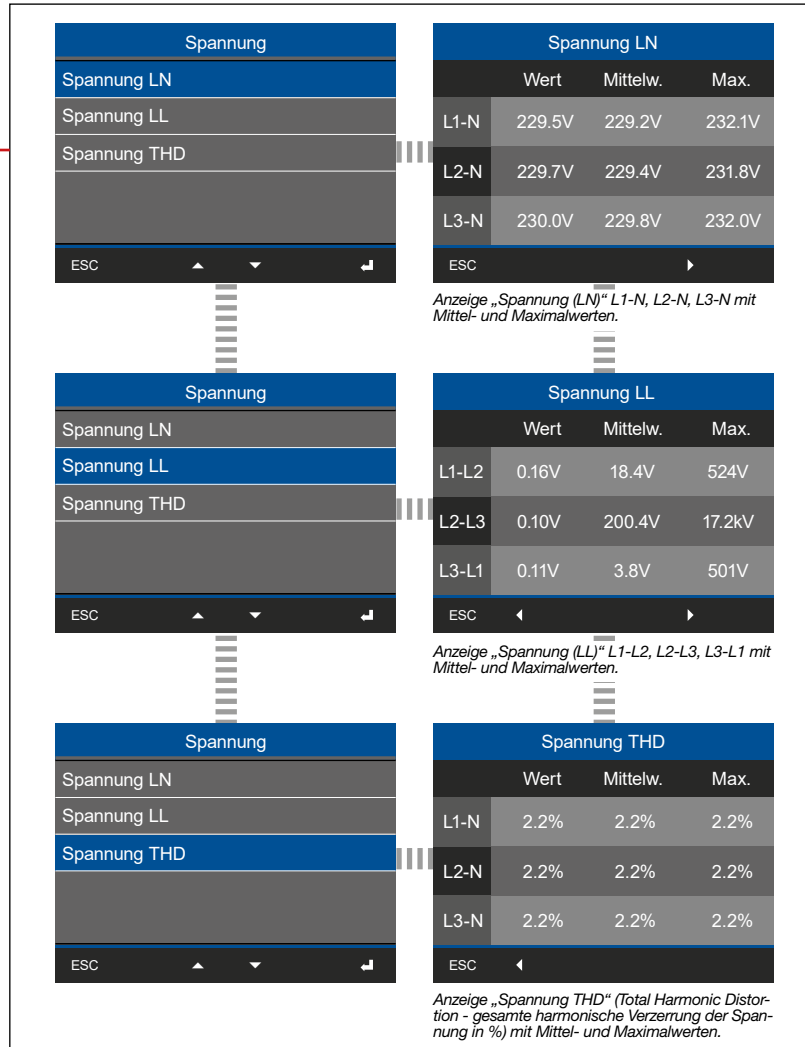 Spannung
Spannung LN
Spannung LL
Spannung THD
ESC
Spannung LN
Wert Mittelw. Max.
L1-N 229.5V 229.2V 232.1V
L2-N 229.7V 229.4V 231.8V
L3-N 230.0V 229.8V 232.0V
ESC
Anzeige „Spannung (LN)“ L1-N, L2-N, L3-N mit
Mittel- und Maximalwerten.
Spannung
Spannung LN
Spannung LL
Spannung THD
ESC
Spannung LL
Wert Mittelw. Max.
L1-L2 0.16V 18.4V 524V
L2-L3 0.10V 200.4V 17.2kV
L3-L1 0.11V 3.8V 501V
ESC
Anzeige „Spannung (LL)“ L1-L2, L2-L3, L3-L1 mit
Mittel- und Maximalwerten.
Spannung
Spannung LN
Spannung LL
Spannung THD
ESC
Spannung THD
Wert Mittelw. Max.
L1-N 2.2% 2.2% 2.2%
L2-N 2.2% 2.2% 2.2%
L3-N 2.2% 2.2% 2.2%
ESC
Anzeige „Spannung THD“ (Total Harmonic Distor-
tion - gesamte harmonische Verzerrung der Span-
nung in %) mit Mittel- und Maximalwerten.